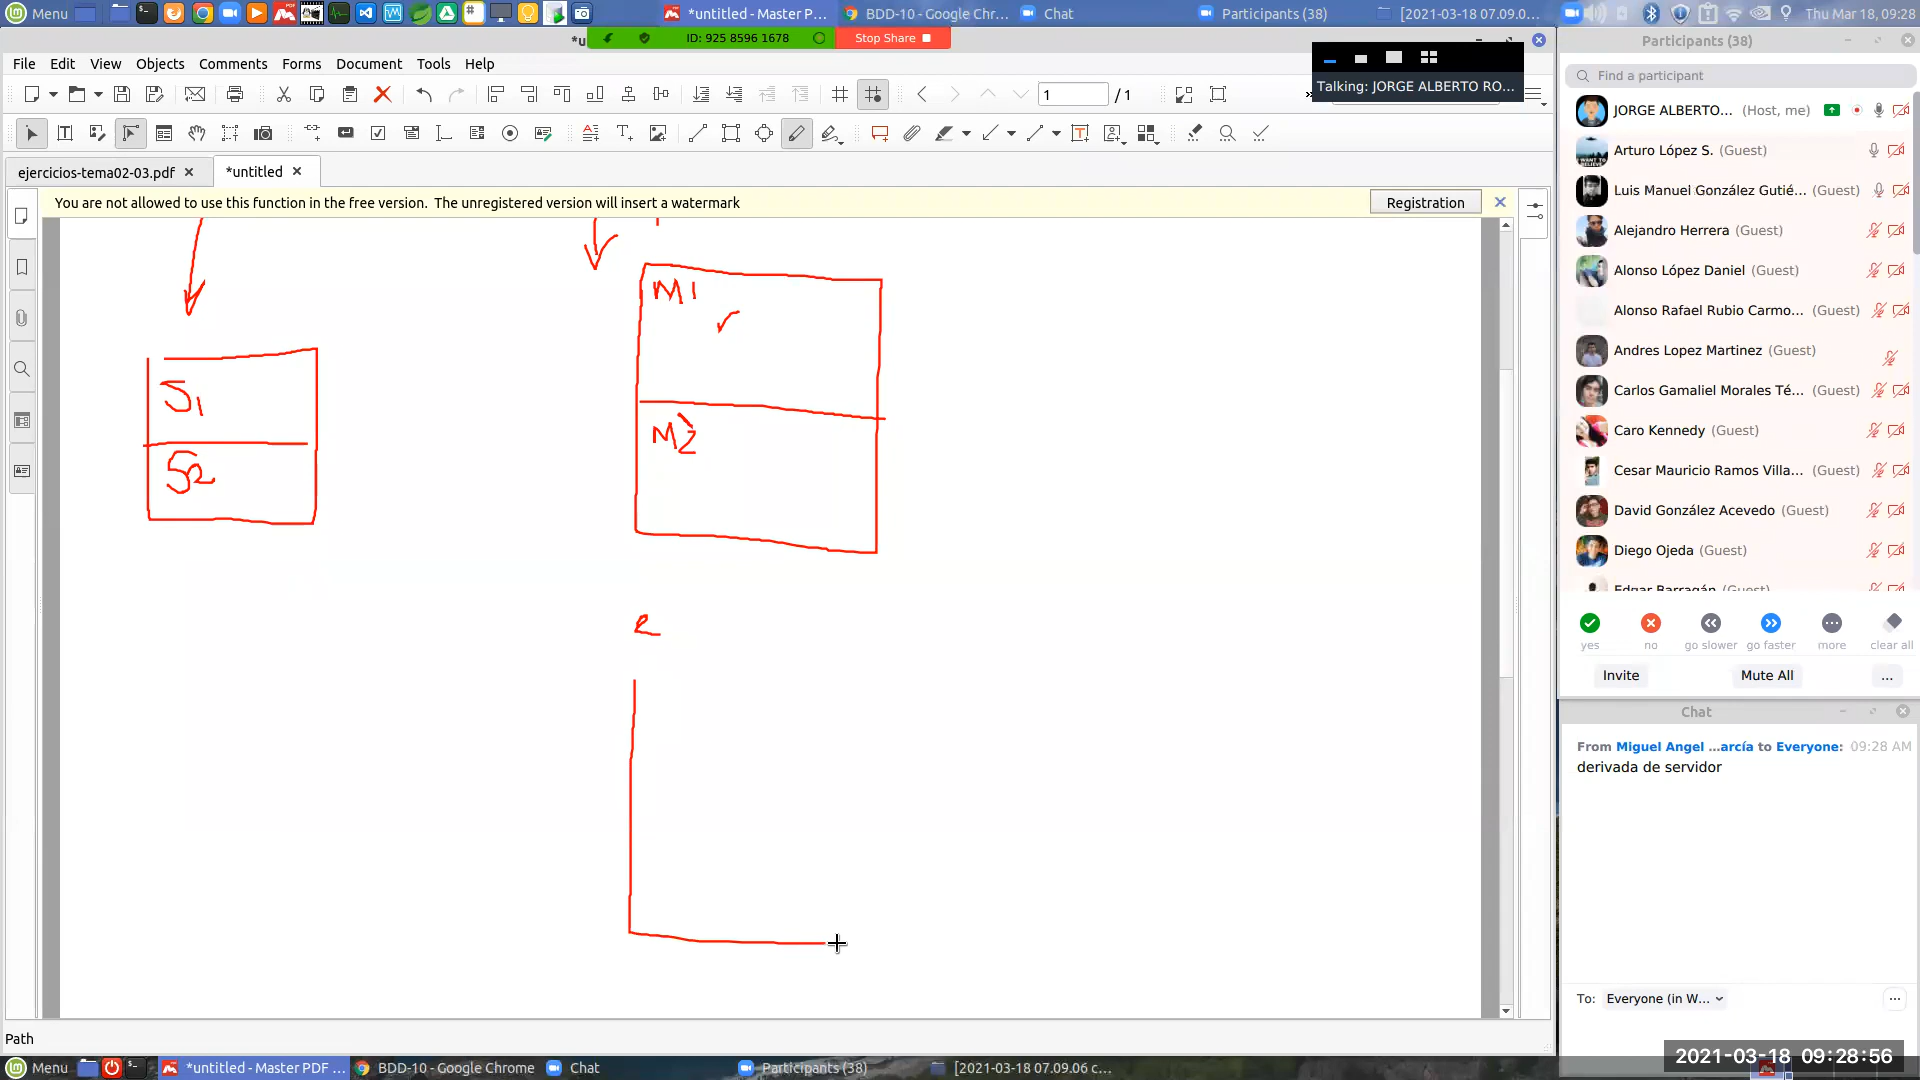 Menu
*untitled - Master P...
BDD-10 - Google Chr...
Chat
Participants (38)
[2021-03-18 07.09.0...
Thu Mar 18, 09:28
*u
ID: 925 8596 1678
Stop Share
Talking: JORGE ALBERTO RO...
File Edit View Objects Comments Forms Document Tools Help
1 / 1
ejercicios-tema02-03.pdf
*untitled
You are not allowed to use this function in the free version. The unregistered version will insert a watermark
Registration
M1
S1
M2
S2
2
Path
Participants (38)
Find a participant
JORGE ALBERTO... (Host, me)
Arturo López S. (Guest)
Luis Manuel González Gutié... (Guest)
Alejandro Herrera (Guest)
Alonso López Daniel (Guest)
Alonso Rafael Rubio Carmo... (Guest)
Andres Lopez Martinez (Guest)
Carlos Gamaliel Morales Té... (Guest)
Caro Kennedy (Guest)
Cesar Mauricio Ramos Villa... (Guest)
David González Acevedo (Guest)
Diego Ojeda (Guest)
Edgar Barragán (Guest)
yes no go slower go faster more clear all
Invite Mute All ...
Chat
From Miguel Angel ...arcía to Everyone: 09:28 AM
derivada de servidor
To: Everyone (in W...
2021-03-18 09:28:56
Menu
*untitled - Master PDF ...
BDD-10 - Google Chrome
Chat
Participants (38)
[2021-03-18 07.09.06 c...